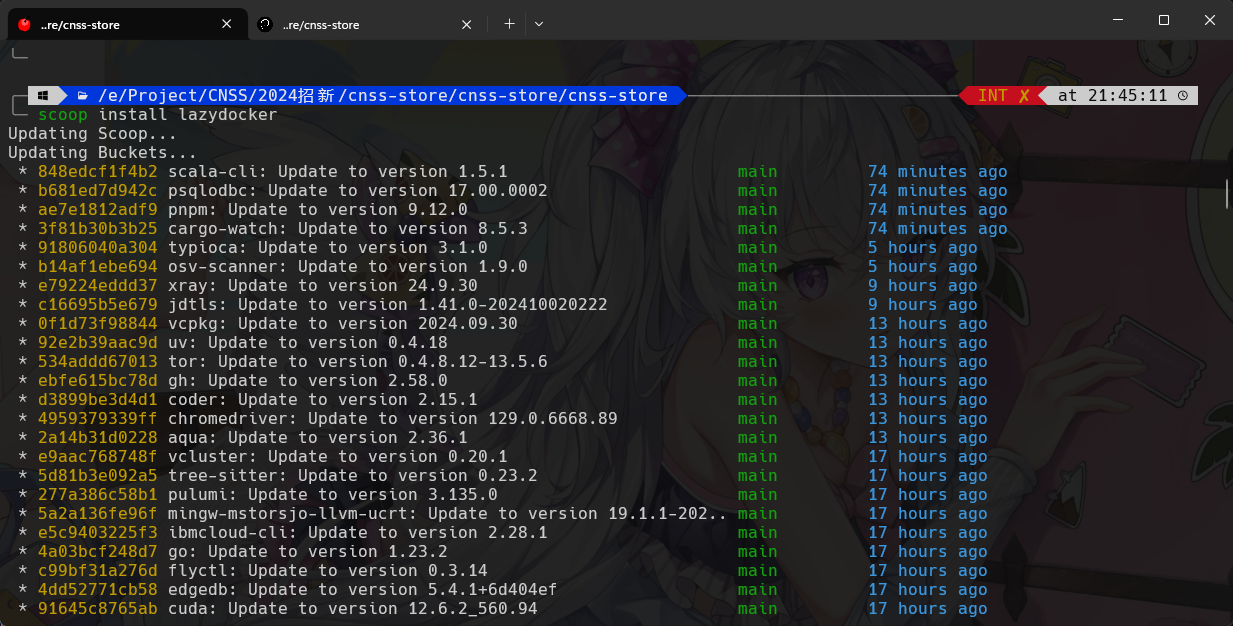 ..re/cnss-store ..re/cnss-store
/e/Project/CNSS/2024招新/cnss-store/cnss-store/cnss-store INT ✗ at 21:45:11
scoop install lazydocker
Updating Scoop...
Updating Buckets...
* 848edcf1f4b2 scala-cli: Update to version 1.5.1 main 74 minutes ago
* b681ed7d942c psqlodbc: Update to version 17.00.0002 main 74 minutes ago
* ae7e1812adf9 pnpm: Update to version 9.12.0 main 74 minutes ago
* 3f81b30b3b25 cargo-watch: Update to version 8.5.3 main 74 minutes ago
* 91806040a304 typioca: Update to version 3.1.0 main 5 hours ago
* b14af1ebe694 osv-scanner: Update to version 1.9.0 main 5 hours ago
* e79224eddd37 xray: Update to version 24.9.30 main 9 hours ago
* c16695b5e679 jdtls: Update to version 1.41.0-202410020222 main 9 hours ago
* 0f1d73f98844 vcpkg: Update to version 2024.09.30 main 13 hours ago
* 92e2b39aac9d uv: Update to version 0.4.18 main 13 hours ago
* 534addd67013 tor: Update to version 0.4.8.12-13.5.6 main 13 hours ago
* ebfe615bc78d gh: Update to version 2.58.0 main 13 hours ago
* d3899be3d4d1 coder: Update to version 2.15.1 main 13 hours ago
* 4959379339ff chromedriver: Update to version 129.0.6668.89 main 13 hours ago
* 2a14b31d0228 aqua: Update to version 2.36.1 main 13 hours ago
* e9aac768748f vcluster: Update to version 0.20.1 main 17 hours ago
* 5d81b3e092a5 tree-sitter: Update to version 0.23.2 main 17 hours ago
* 277a386c58b1 pulumi: Update to version 3.135.0 main 17 hours ago
* 5a2a136fe96f mingw-mstorsjo-llvm-ucrt: Update to version 19.1.1-202.. main 17 hours ago
* e5c9403225f3 ibmcloud-cli: Update to version 2.28.1 main 17 hours ago
* 4a03bcf248d7 go: Update to version 1.23.2 main 17 hours ago
* c99bf31a276d flyctl: Update to version 0.3.14 main 17 hours ago
* 4dd52771cb58 edgedb: Update to version 5.4.1+6d404ef main 17 hours ago
* 91645c8765ab cuda: Update to version 12.6.2_560.94 main 17 hours ago